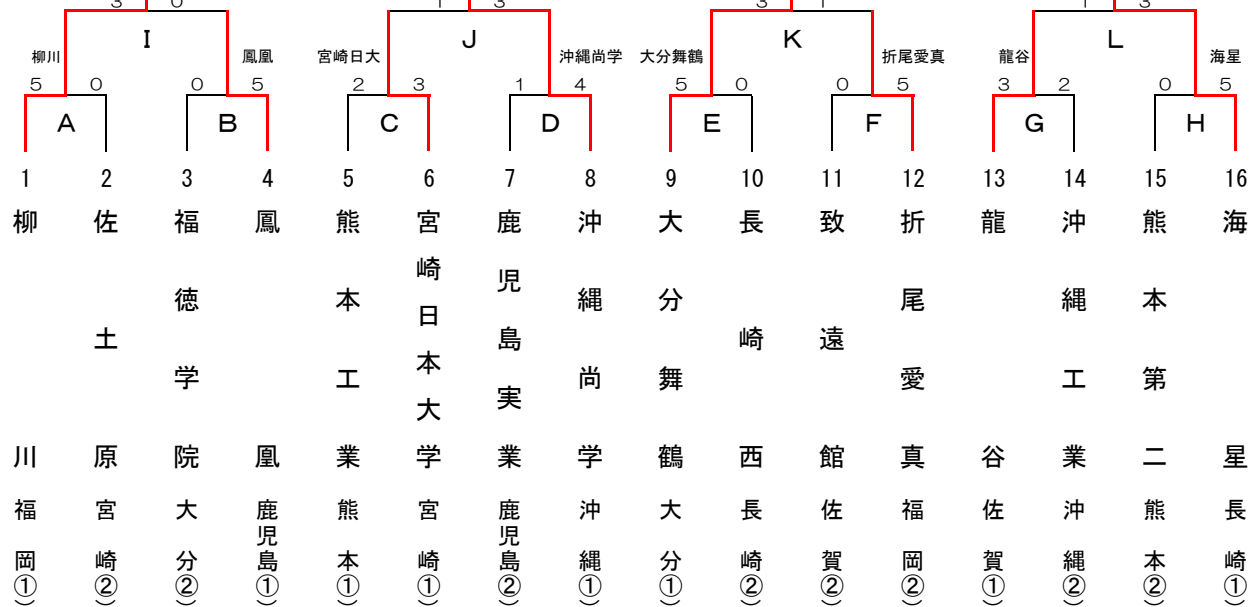 3 0 1 3 3 1 1 3
I J K L
柳川 鳳凰 宮崎日大 沖縄尚学 大分舞鶴 折尾愛真 龍谷 海星
5 0 0 5 2 3 1 4 5 0 0 5 3 2 0 5
A B C D E F G H
1 2 3 4 5 6 7 8 9 10 11 12 13 14 15 16
柳川
佐土原
福徳学院
鳳凰
熊本工業
宮崎日本大学
鹿児島実業
沖縄尚学
大分舞鶴
長崎西
致遠館
折尾愛真
龍谷
沖縄工業
熊本第二
海星
福岡①)
宮崎②)
大分②)
鹿児島①)
熊本①)
宮崎①)
鹿児島②)
沖縄①)
大分①)
長崎②)
佐賀②)
福岡②)
佐賀①)
沖縄②)
熊本②)
長崎①)